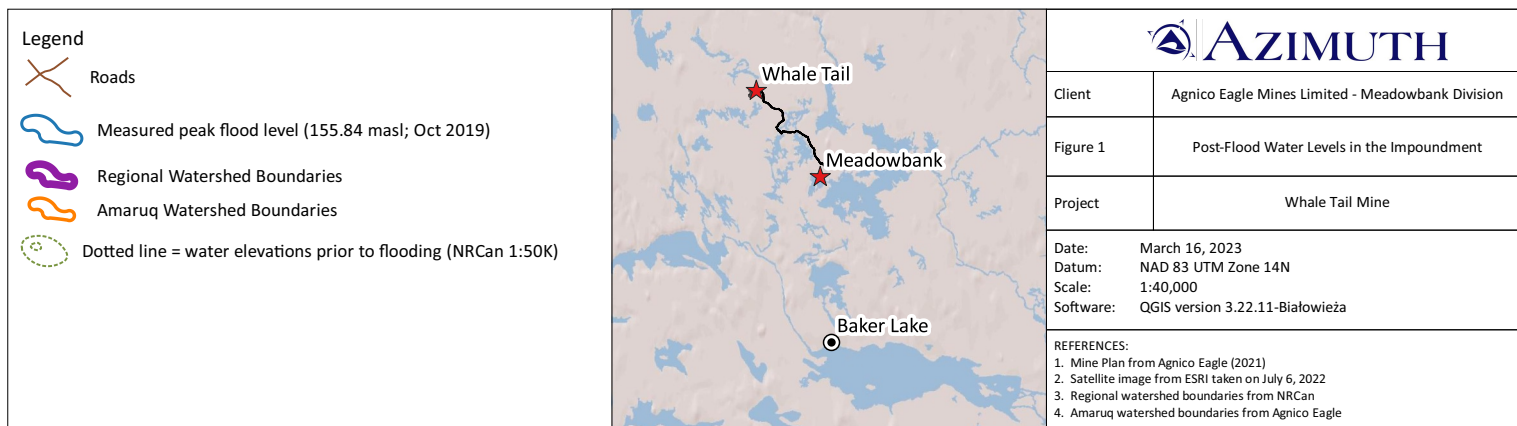 Legend
Roads
Measured peak flood level (155.84 masl; Oct 2019)
Regional Watershed Boundaries
Amaruq Watershed Boundaries
Dotted line = water elevations prior to flooding (NRCan 1:50K)
Whale Tail
Meadowbank
Baker Lake
AZIMUTH
Client Agnico Eagle Mines Limited - Meadowbank Division
Figure 1 Post-Flood Water Levels in the Impoundment
Project Whale Tail Mine
Date: March 16, 2023
Datum: NAD 83 UTM Zone 14N
Scale: 1:40,000
Software: QGIS version 3.22.11-Białowieża
REFERENCES:
1. Mine Plan from Agnico Eagle (2021)
2. Satellite image from ESRI taken on July 6, 2022
3. Regional watershed boundaries from NRCan
4. Amaruq watershed boundaries from Agnico Eagle